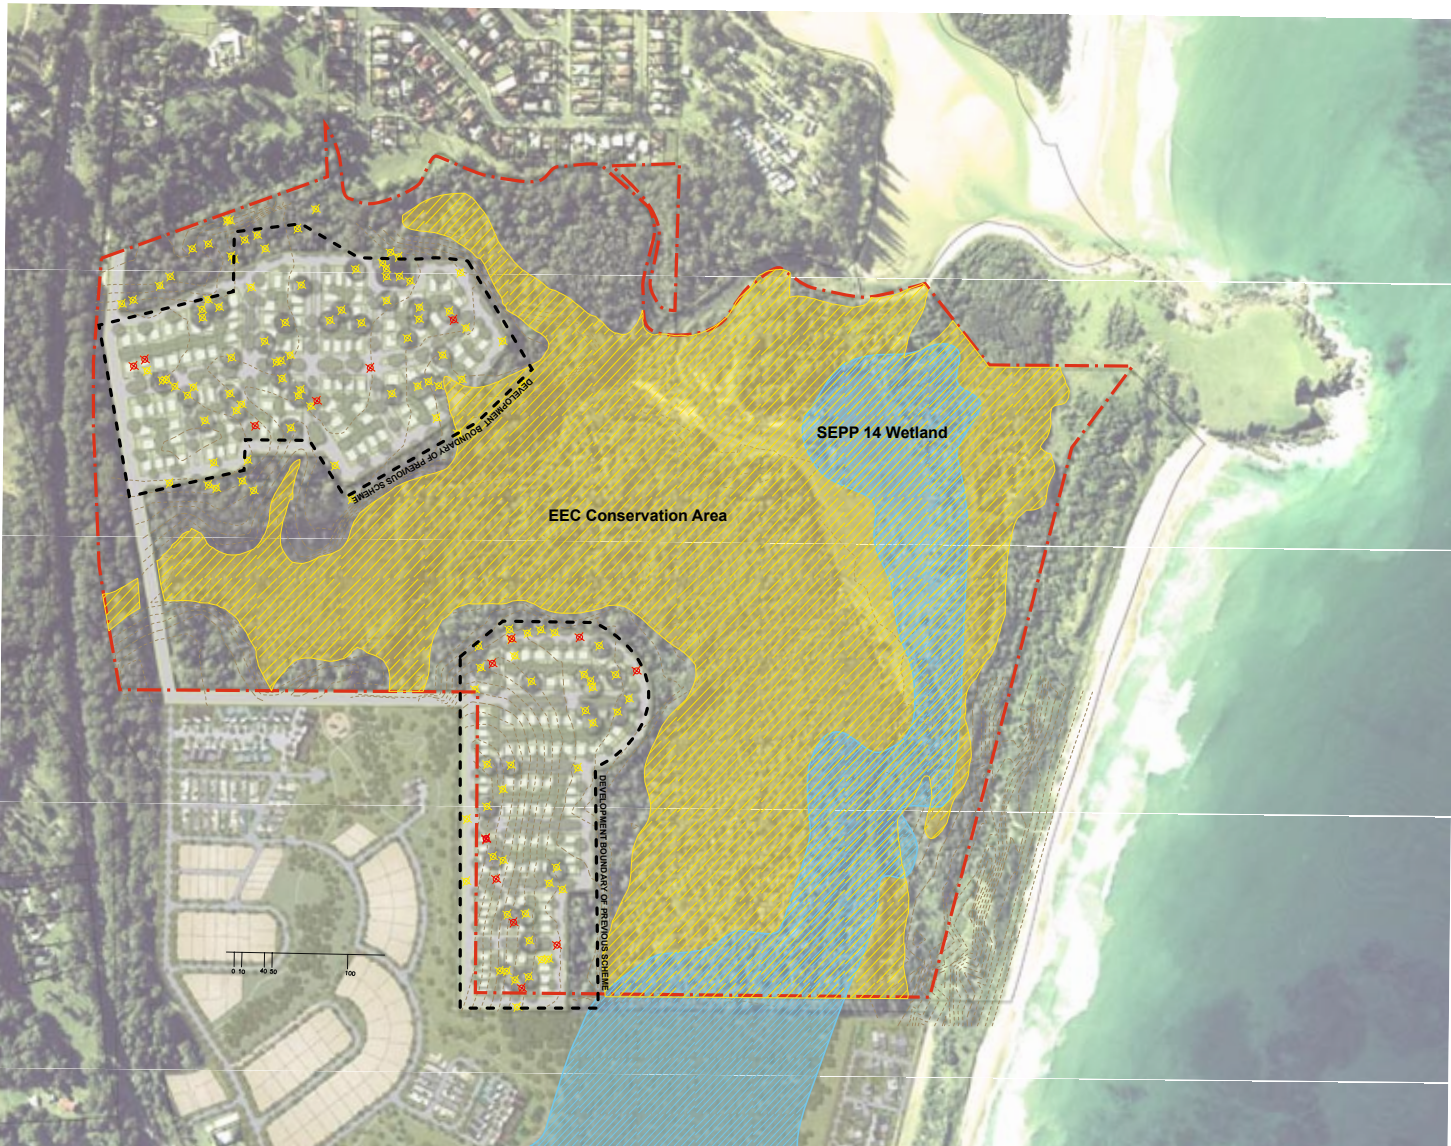 DEVELOPMENT BOUNDARY OF PREVIOUS SCHEME
SEPP 14 Wetland
EEC Conservation Area
DEVELOPMENT BOUNDARY OF PREVIOUS SCHEME
0 10 40 50 100